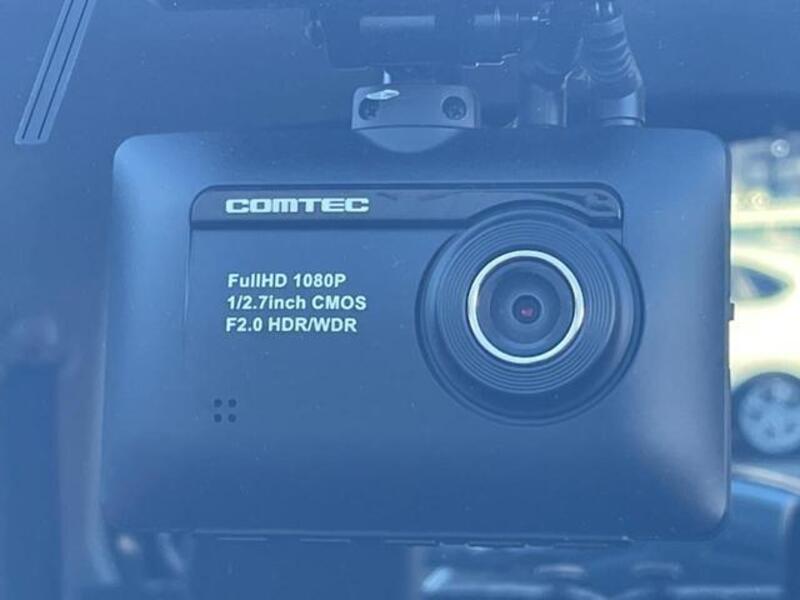 COMTEC
FullHD 1080P
1/2.7inch CMOS
F2.0 HDR/WDR